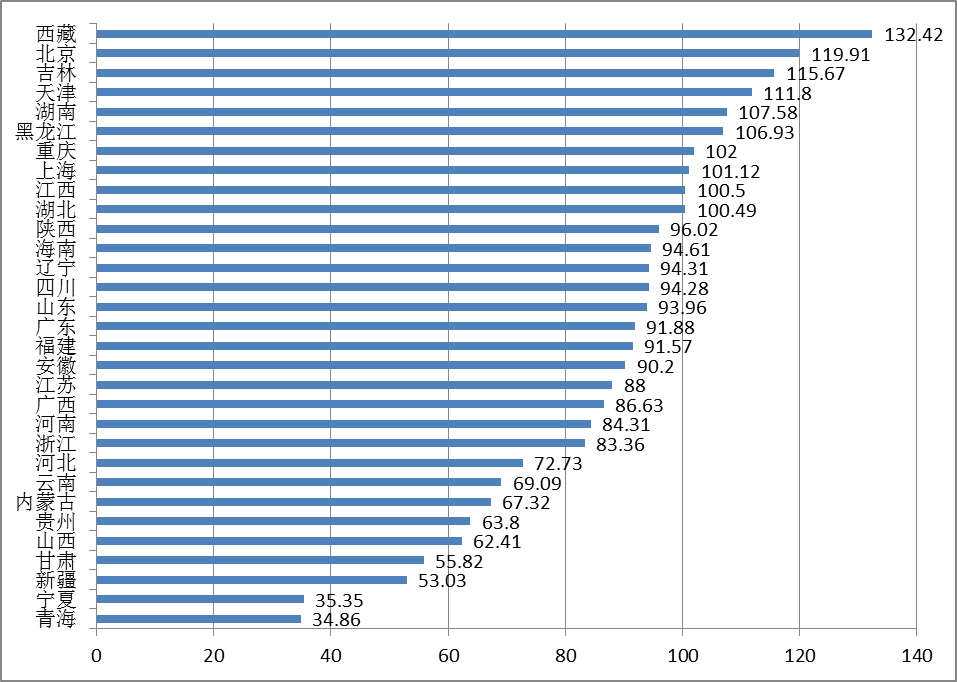 西藏 132.42
北京 119.91
吉林 115.67
天津 111.8
湖南 107.58
黑龙江 106.93
重庆 102
上海 101.12
江西 100.5
湖北 100.49
陕西 96.02
海南 94.61
辽宁 94.31
四川 94.28
山东 93.96
广东 91.88
福建 91.57
安徽 90.2
江苏 88
广西 86.63
河南 84.31
浙江 83.36
河北 72.73
云南 69.09
内蒙古 67.32
贵州 63.8
山西 62.41
甘肃 55.82
新疆 53.03
宁夏 35.35
青海 34.86
0 20 40 60 80 100 120 140